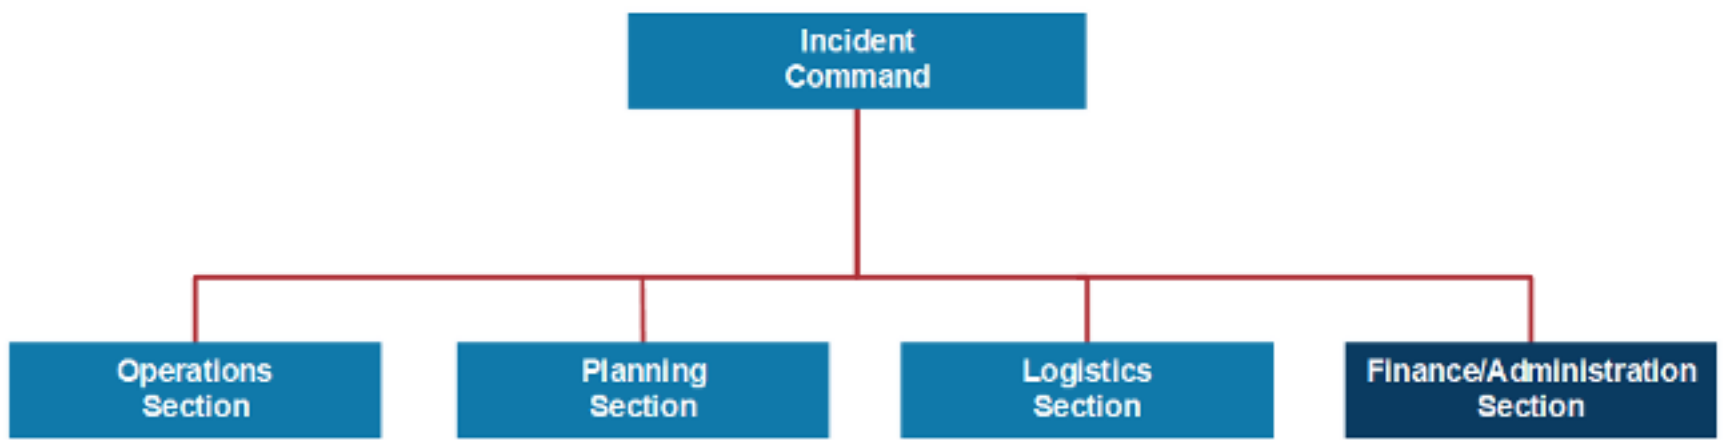 Incident
Command
Operations
Section
Planning
Section
Logistics
Section
Finance/Administration
Section